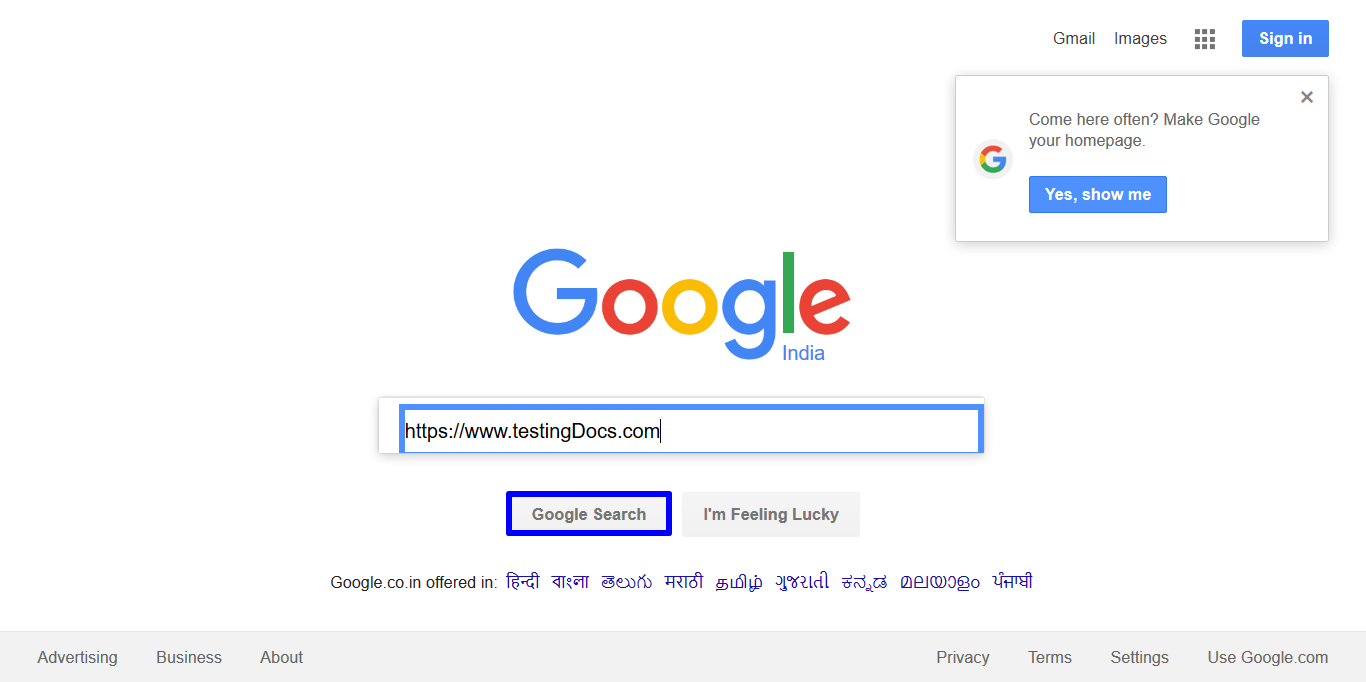 Gmail Images Sign in
Come here often? Make Google
your homepage.
Yes, show me
Google
India
https://www.testingDocs.com
Google Search I'm Feeling Lucky
Google.co.in offered in: हिन्दी বাংলা తెలుగు मराठी தமிழ் ગુજરાતી ಕನ್ನಡ മലയാളം ਪੰਜਾਬੀ
Advertising Business About Privacy Terms Settings Use Google.com